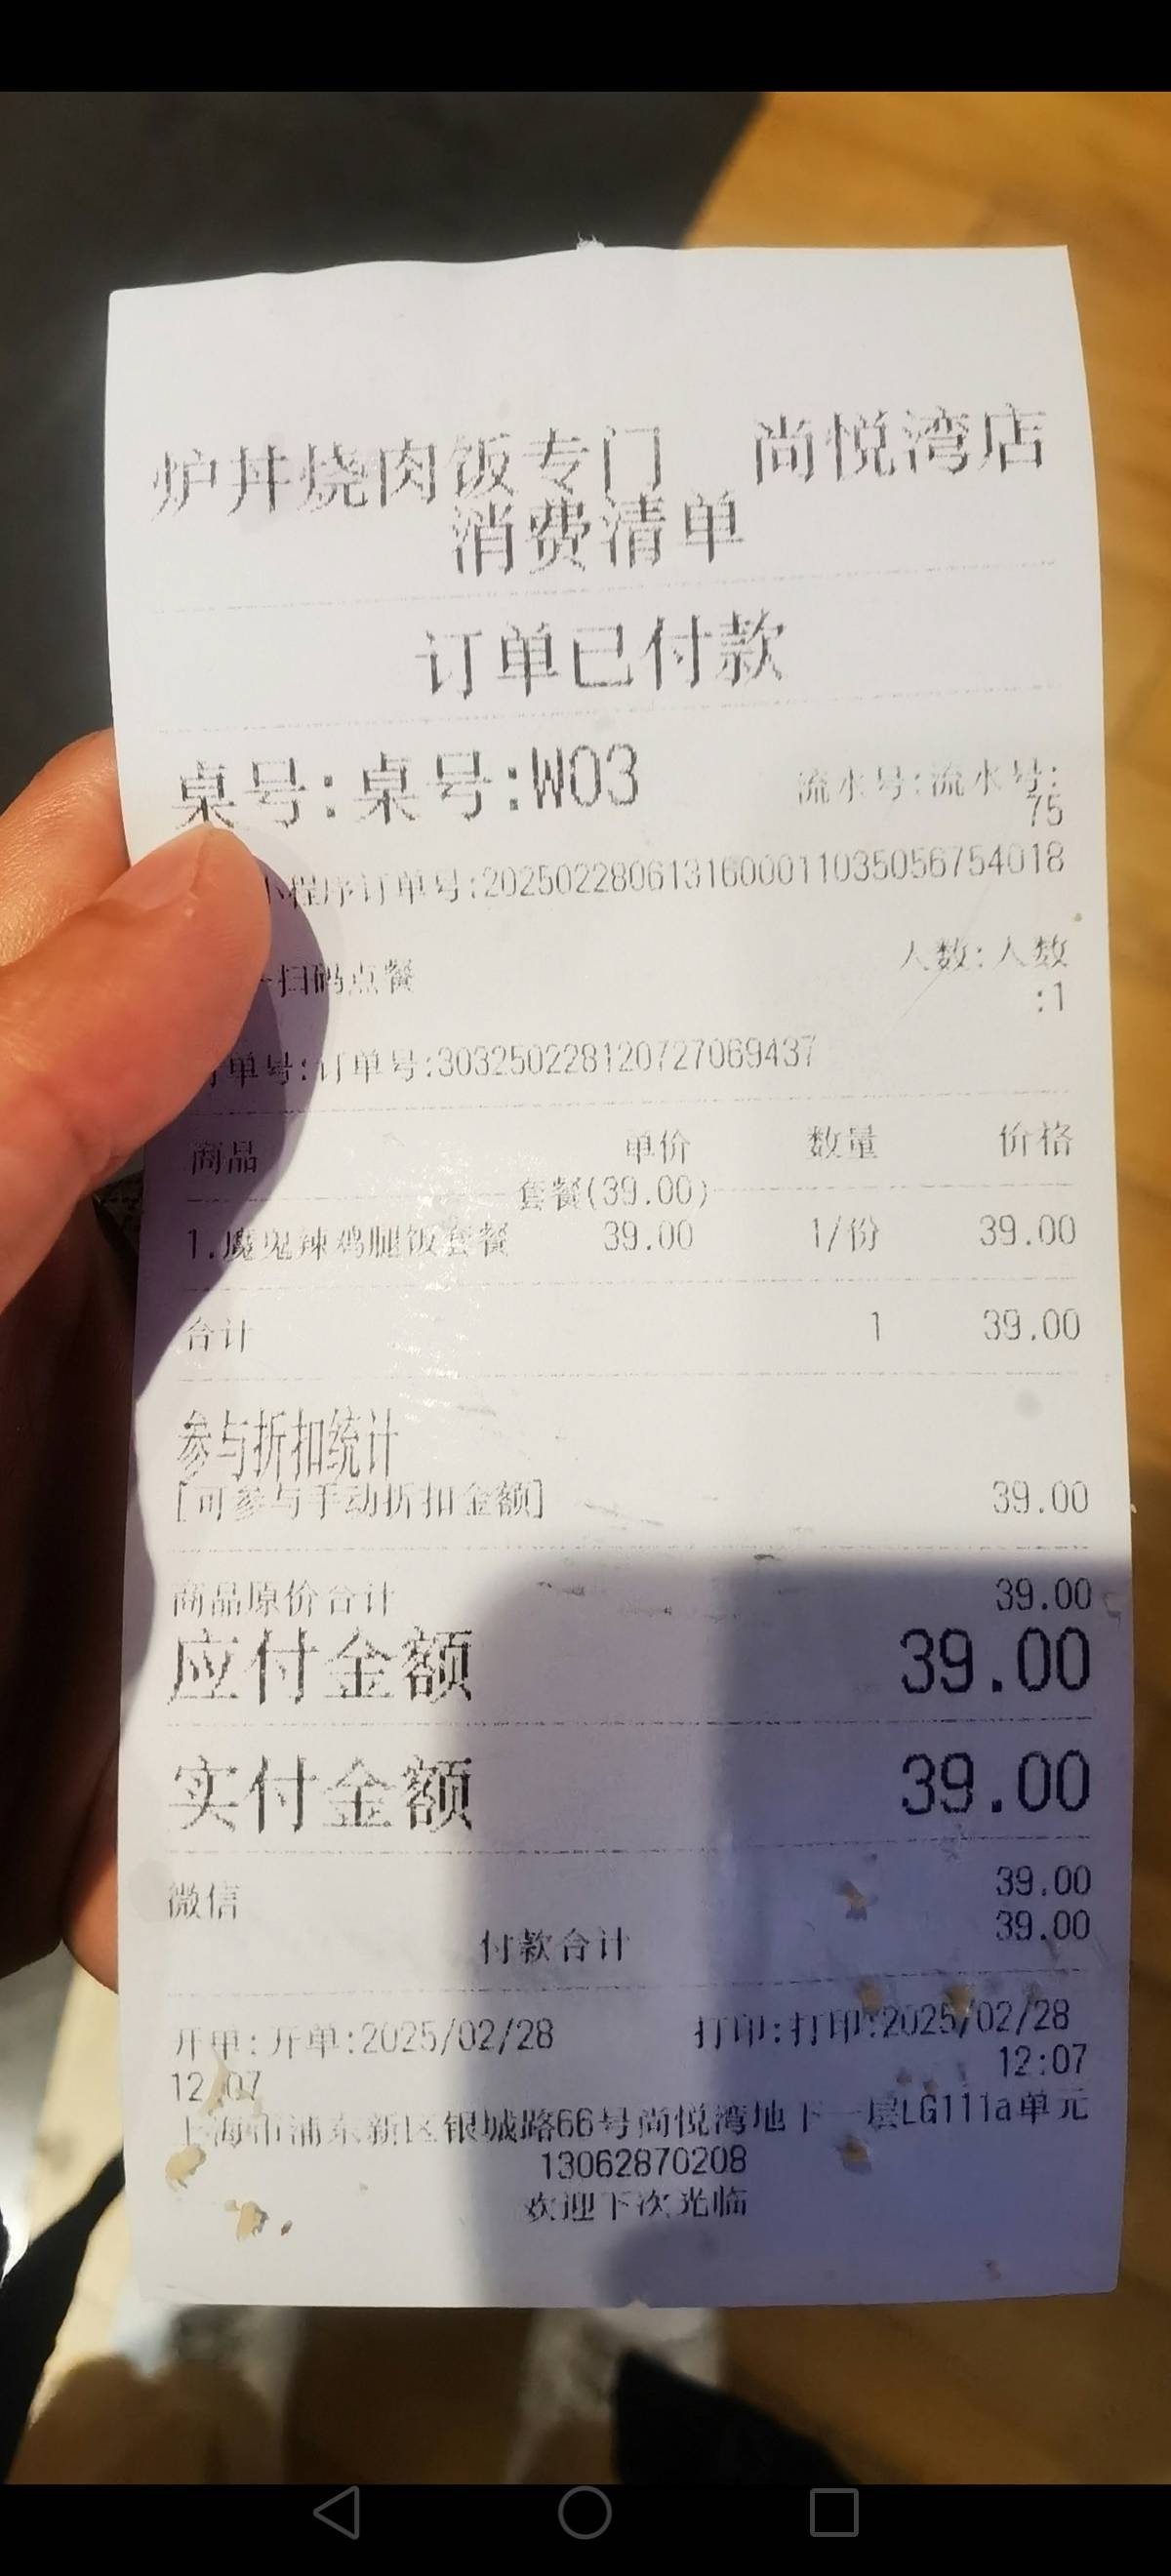 炉丼烧肉饭专门 尚悦湾店
消费清单
订单已付款
桌号:桌号:W03 流水号:流水号:
75
小程序订单号:2025022806131600011035056754018
-扫码点餐 人数:人数
:1
订单号:订单号:303250228120727069437
商品 单价 数量 价格
套餐(39.00)
1.魔鬼辣鸡腿饭套餐 39.00 1/份 39.00
合计 1 39.00
参与折扣统计
[可参与手动折扣金额] 39.00
商品原价合计 39.00
应付金额 39.00
实付金额 39.00
微信 39.00
付款合计 39.00
开单:开单:2025/02/28 打印:打印:2025/02/28
12:07 12:07
上海市浦东新区银城路66号尚悦湾地下一层LG111a单元
13062870208
欢迎下次光临